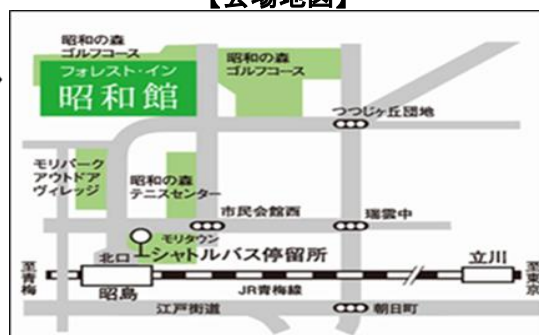 【会場地図】
昭和の森
ゴルフコース
フォレスト・イン
昭和館
昭和の森
ゴルフコース
つつじヶ丘団地
モリパーク
アウトドア
ヴィレッジ
昭和の森
テニスセンター
市民会館西
瑞雲中
モリタウン
北口
シャトルバス停留所
立川
至青梅
至東京
昭島
JR青梅線
江戸街道
朝日町